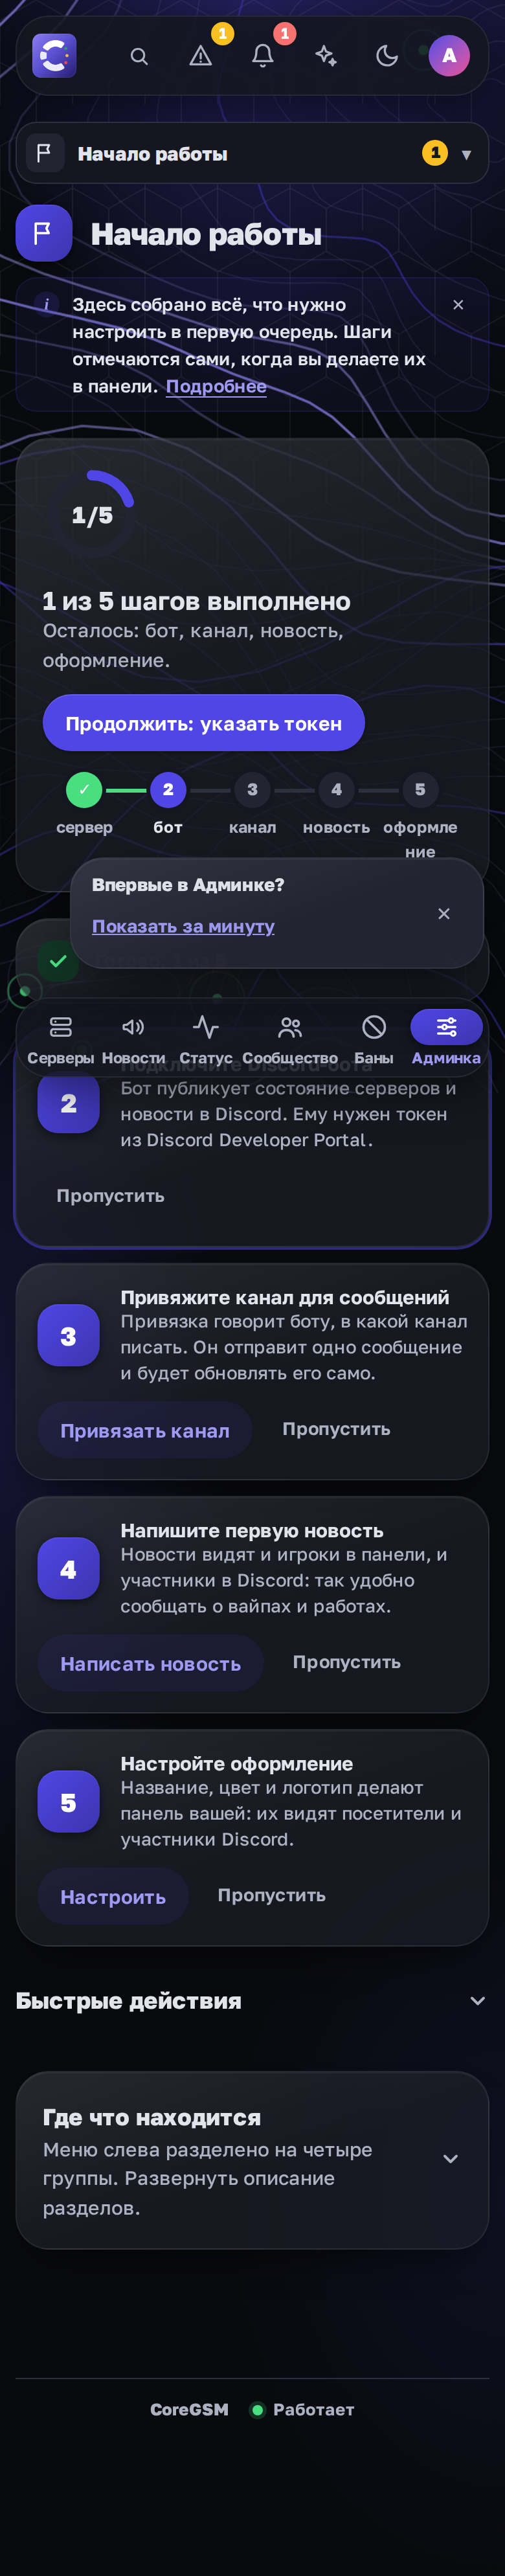 1
1
A
Начало работы
1
Начало работы
i
Здесь собрано всё, что нужно
настроить в первую очередь. Шаги
отмечаются сами, когда вы делаете их
в панели. Подробнее
1/5
1 из 5 шагов выполнено
Осталось: бот, канал, новость,
оформление.
Продолжить: указать токен
2
3
4
5
сервер
бот
канал
новость
оформле
ние
Впервые в Админке?
Показать за минуту
Серверы
Новости
Статус
Сообщество
Баны
Админка
2
Бот публикует состояние серверов и
новости в Discord. Ему нужен токен
из Discord Developer Portal.
Пропустить
3
Привяжите канал для сообщений
Привязка говорит боту, в какой канал
писать. Он отправит одно сообщение
и будет обновлять его само.
Привязать канал
Пропустить
4
Напишите первую новость
Новости видят и игроки в панели, и
участники в Discord: так удобно
сообщать о вайпах и работах.
Написать новость
Пропустить
5
Настройте оформление
Название, цвет и логотип делают
панель вашей: их видят посетители и
участники Discord.
Настроить
Пропустить
Быстрые действия
Где что находится
Меню слева разделено на четыре
группы. Развернуть описание
разделов.
CoreGSM
Работает